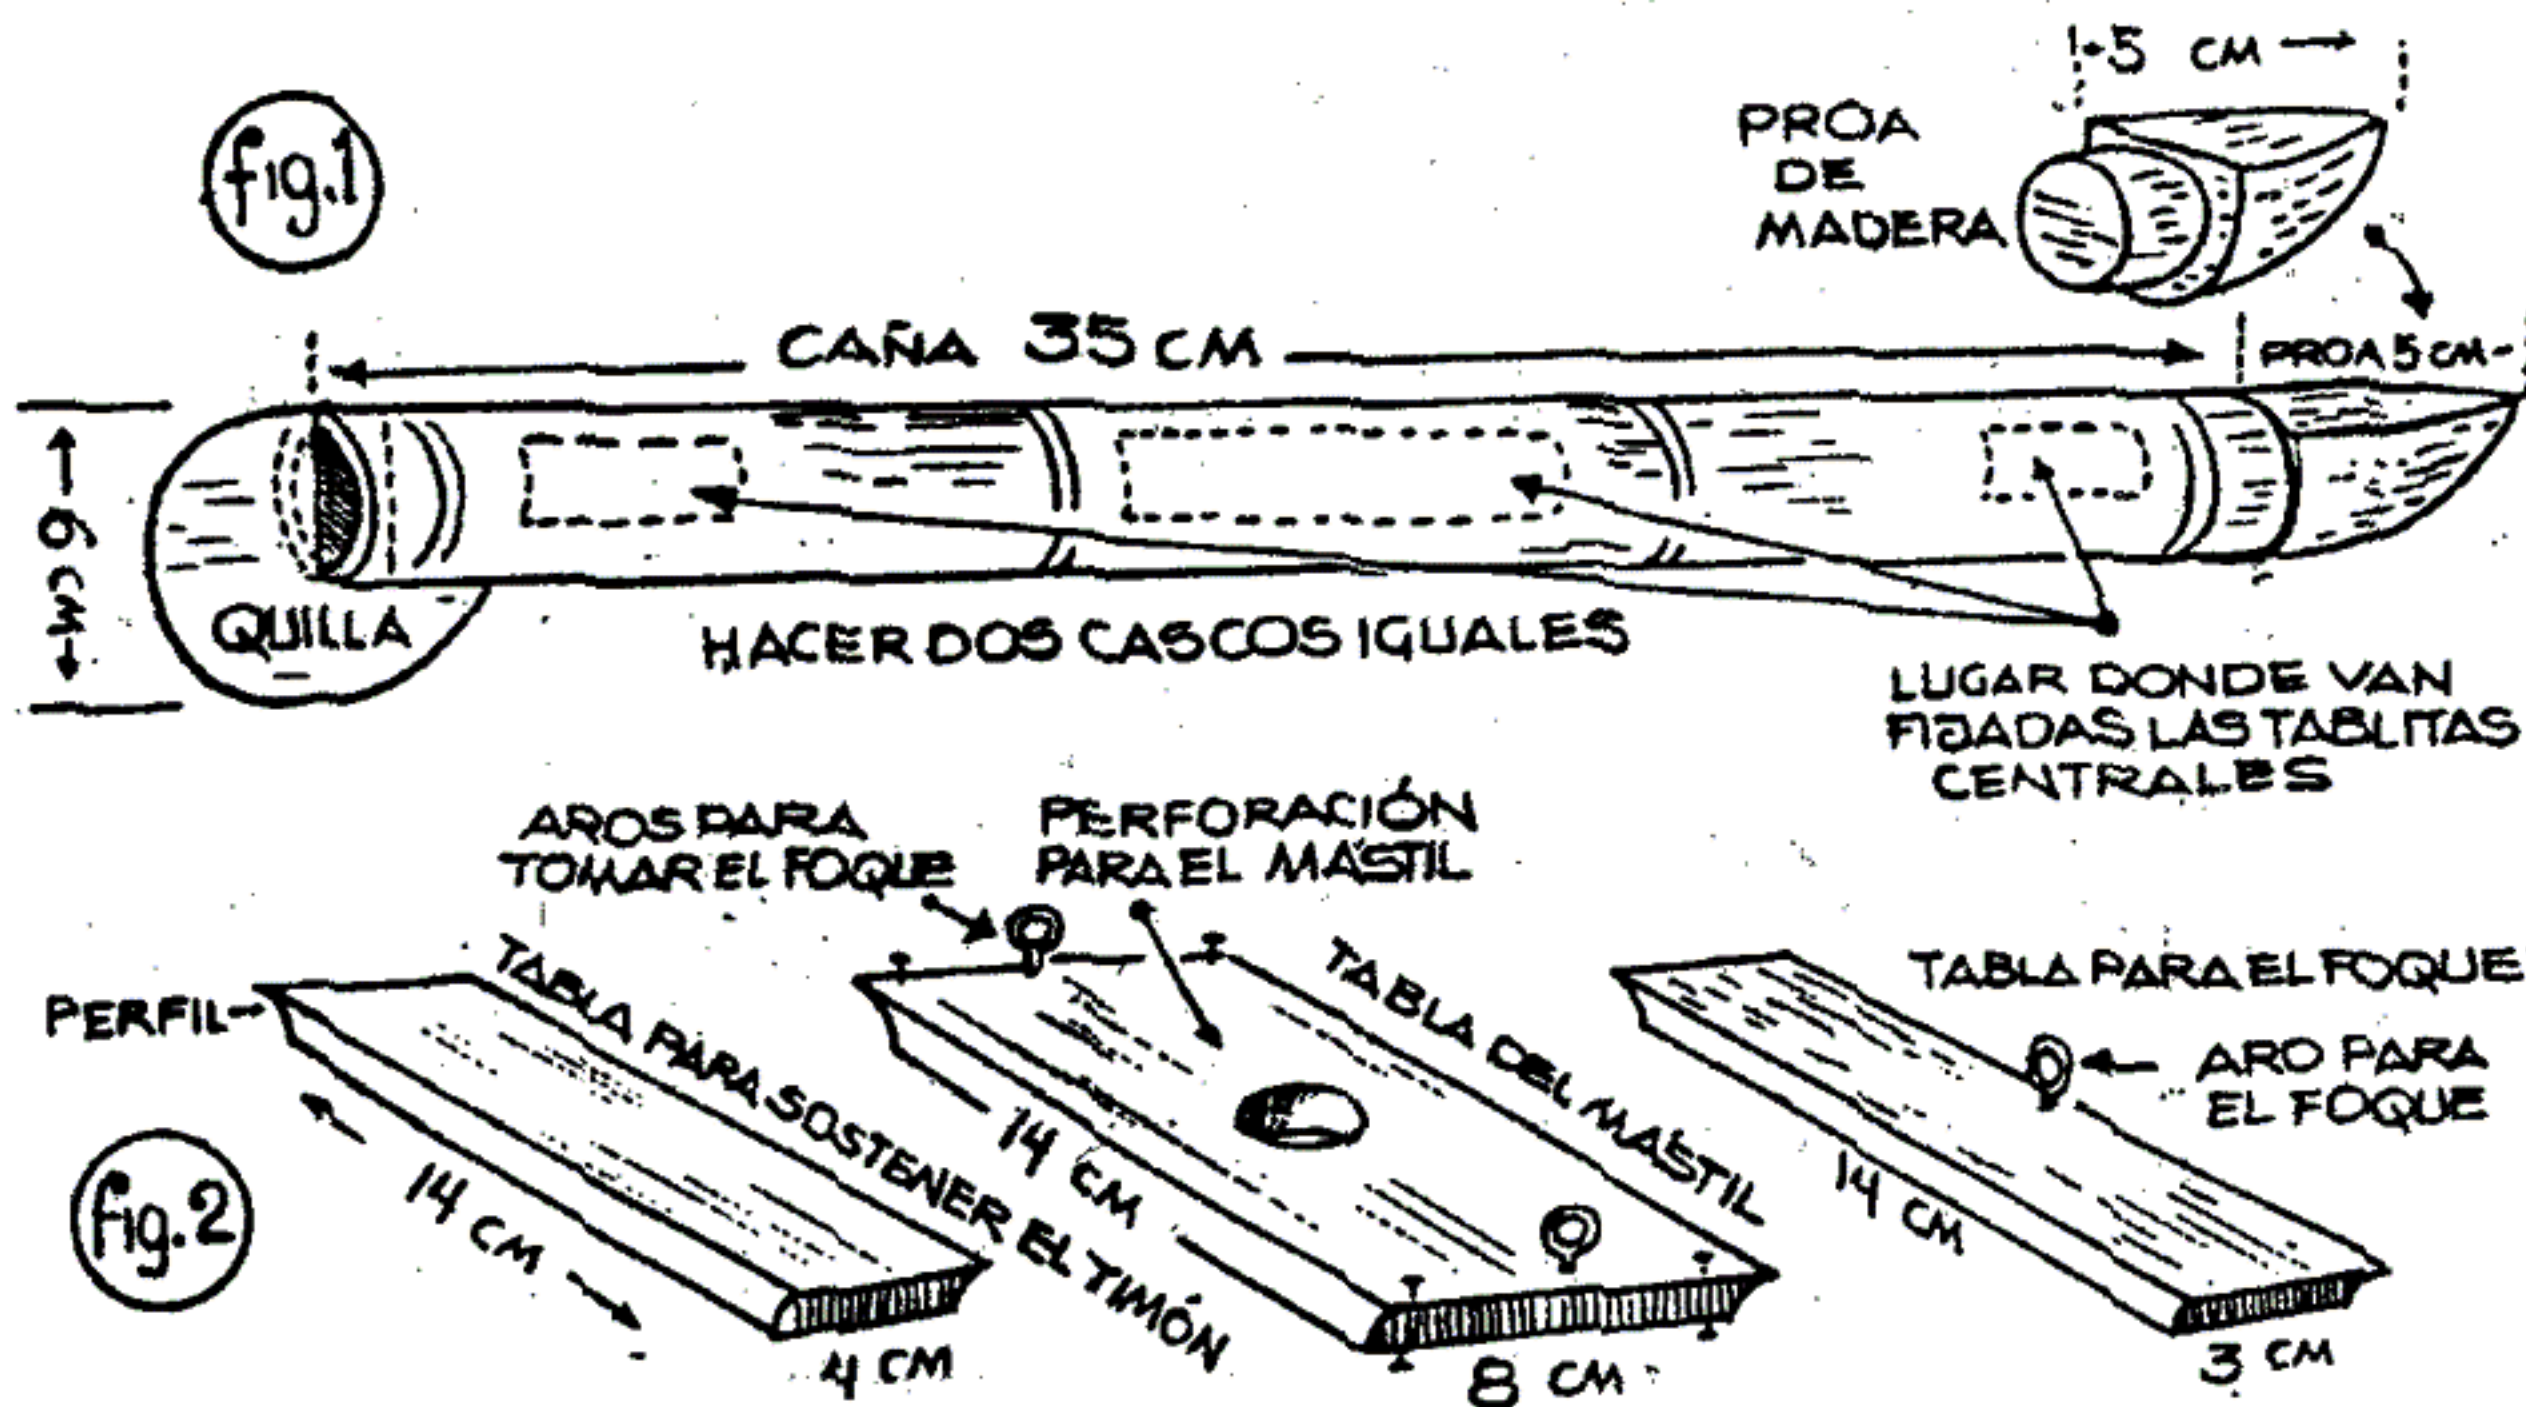 fig.1
5 CM
PROA
DE
MADERA
CAÑA 35 CM
PROA 5 CM
6 CM
QUILLA
HACER DOS CASCOS IGUALES
LUGAR DONDE VAN
FIJADAS LAS TABLITAS
CENTRALES
AROS PARA
TOMAR EL FOQUE
PERFORACIÓN
PARA EL MÁSTIL
PERFIL
TABLA PARA SOSTENER EL TIMÓN
TABLA DEL MÁSTIL
TABLA PARA EL FOQUE
ARO PARA
EL FOQUE
fig.2
14 CM
4 CM
14 CM
8 CM
14 CM
3 CM